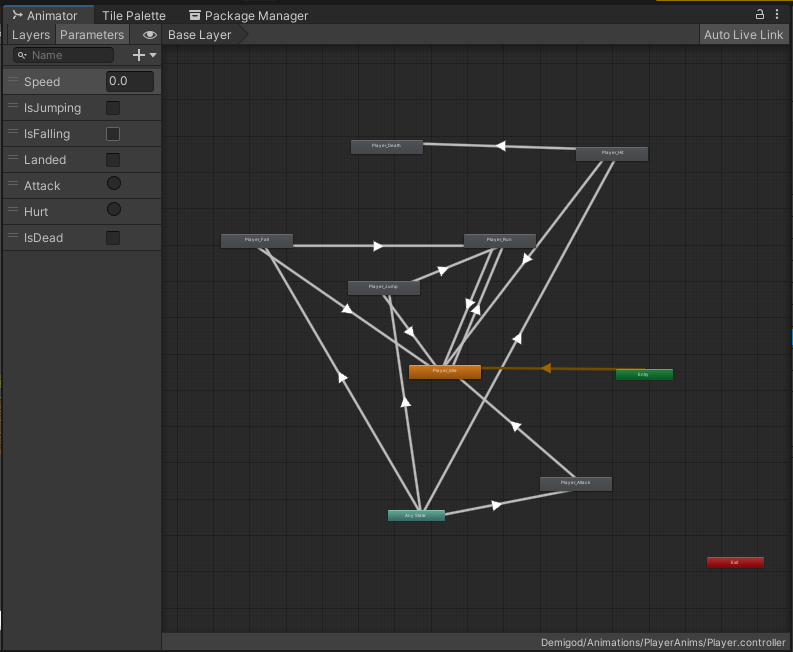 Animator Tile Palette Package Manager
Layers Parameters Base Layer Auto Live Link
Name
Speed 0.0
IsJumping
IsFalling
Landed
Attack
Hurt
IsDead
Player_Death
Player_Hit
Player_Fall
Player_Run
Player_Jump
Player_Idle
Entry
Player_Attack
Any State
Exit
Demigod/Animations/PlayerAnims/Player.controller